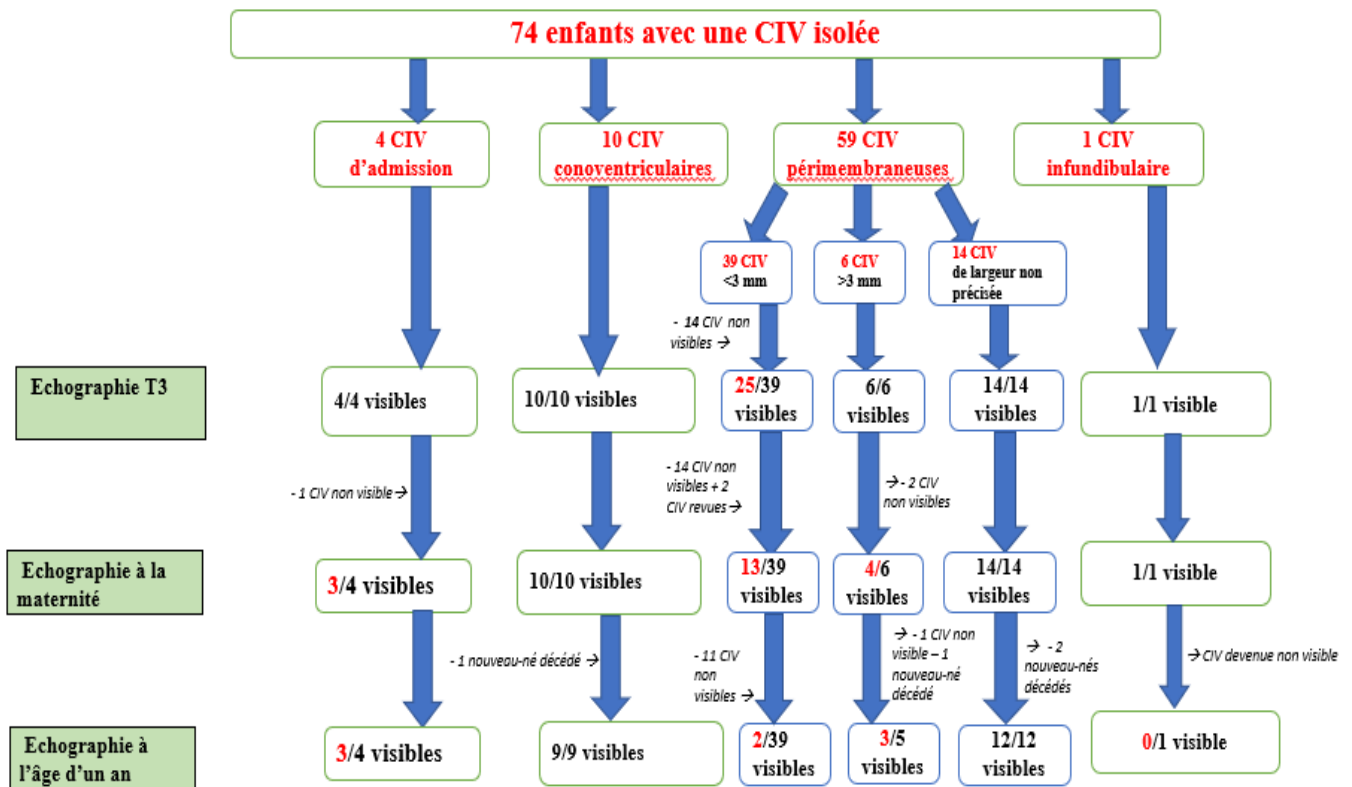 74 enfants avec une CIV isolée
4 CIV
d’admission
10 CIV
conoventriculaires
59 CIV
périmembraneuses
1 CIV
infundibulaire
39 CIV
<3 mm
6 CIV
>3 mm
14 CIV
de largeur non
précisée
- 14 CIV non
visibles →
Echographie T3
4/4 visibles
10/10 visibles
25/39
visibles
6/6
visibles
14/14
visibles
1/1 visible
- 1 CIV non visible →
- 14 CIV non
visibles + 2
CIV revues →
→ - 2 CIV
non visibles
Echographie à la
maternité
3/4 visibles
10/10 visibles
13/39
visibles
4/6
visibles
14/14
visibles
1/1 visible
- 1 nouveau-né décédé →
- 11 CIV
non
visibles →
→ - 1 CIV non
visible – 1
nouveau-né
décédé
→ - 2
nouveau-nés
décédés
→ CIV devenue non visible
Echographie à
l’âge d’un an
3/4 visibles
9/9 visibles
2/39
visibles
3/5
visibles
12/12
visibles
0/1 visible